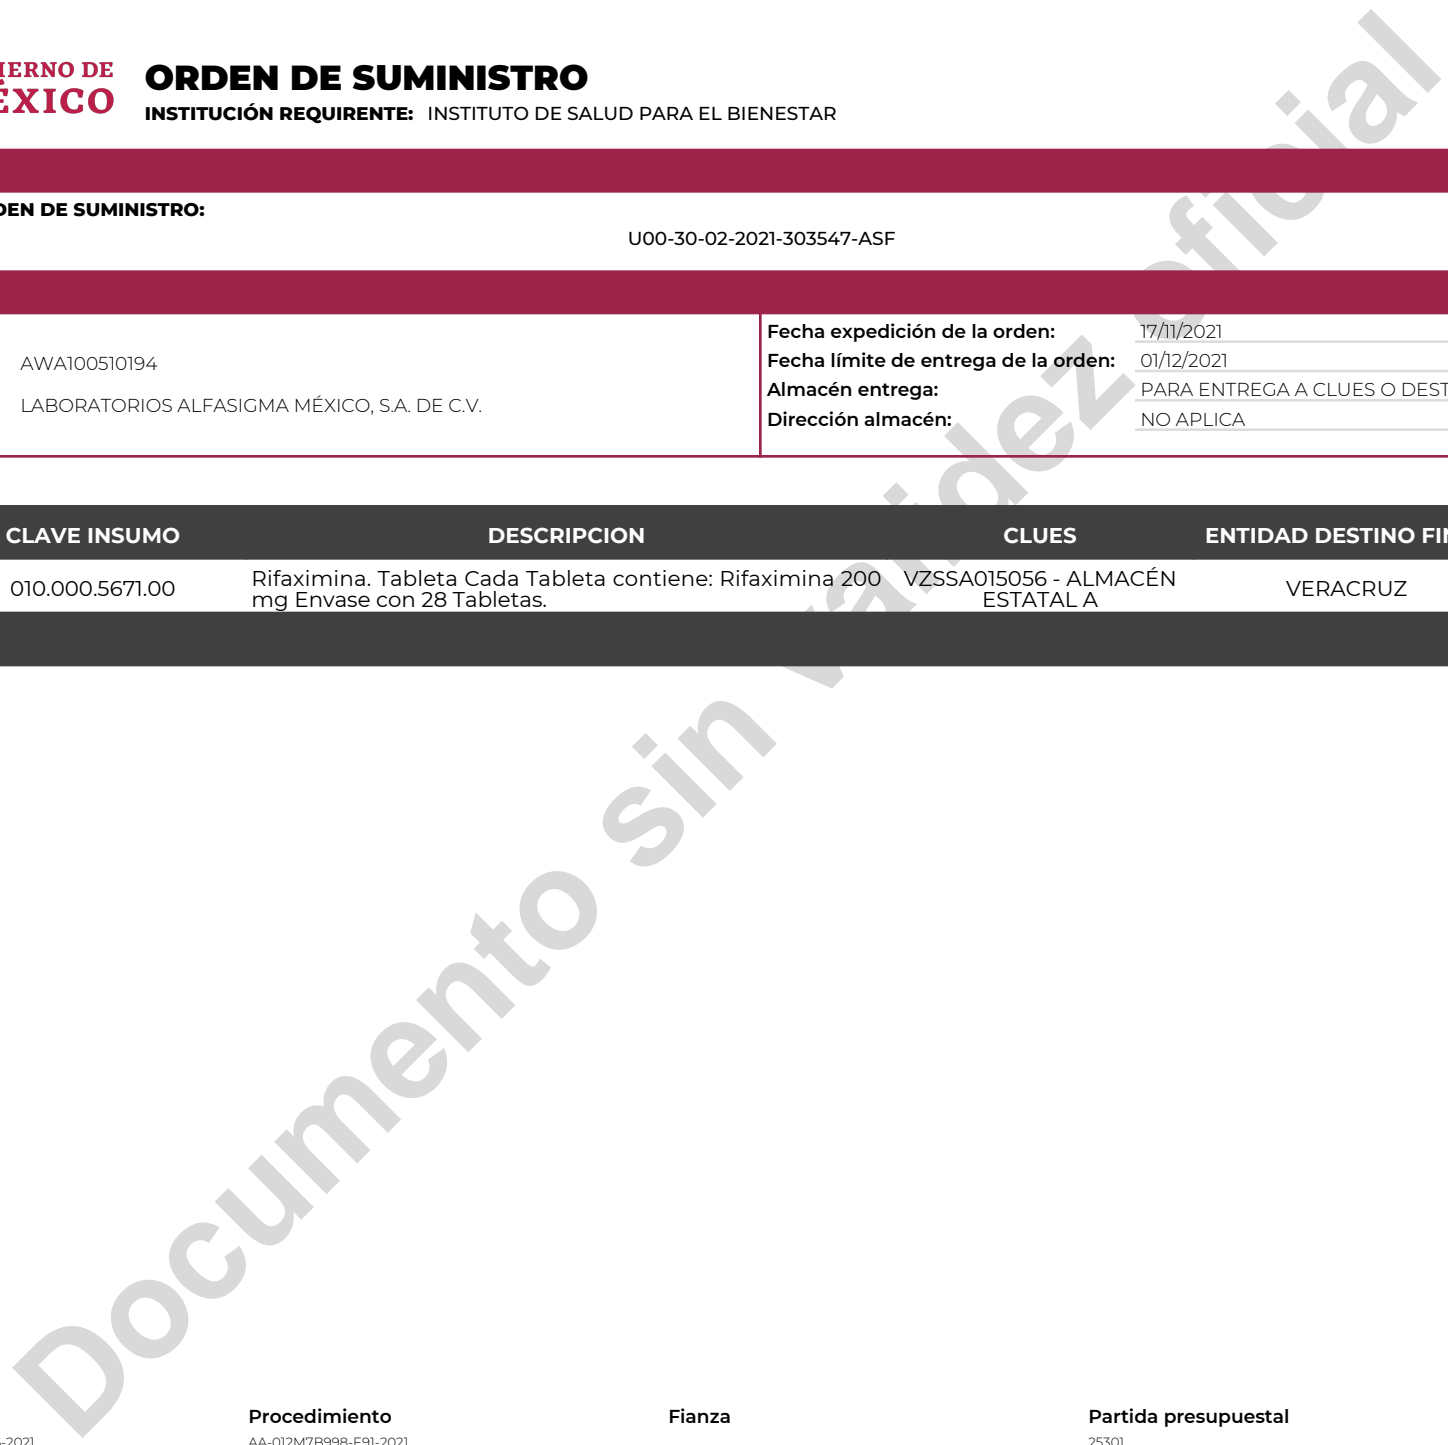 IERNO DE
ÉXICO
ORDEN DE SUMINISTRO
INSTITUCIÓN REQUIRENTE: INSTITUTO DE SALUD PARA EL BIENESTAR
DEN DE SUMINISTRO:
U00-30-02-2021-303547-ASF
AWA100510194
LABORATORIOS ALFASIGMA MÉXICO, S.A. DE C.V.
Fecha expedición de la orden: 17/11/2021
Fecha límite de entrega de la orden: 01/12/2021
Almacén entrega: PARA ENTREGA A CLUES O DEST
Dirección almacén: NO APLICA
CLAVE INSUMO DESCRIPCION CLUES ENTIDAD DESTINO FIN
010.000.5671.00 Rifaximina. Tableta Cada Tableta contiene: Rifaximina 200 VZSSA015056 - ALMACÉN VERACRUZ
mg Envase con 28 Tabletas. ESTATAL A
Documento sin validez oficial
Procedimiento Fianza Partida presupuestal
-2021 AA-012M7B998-E91-2021 25301